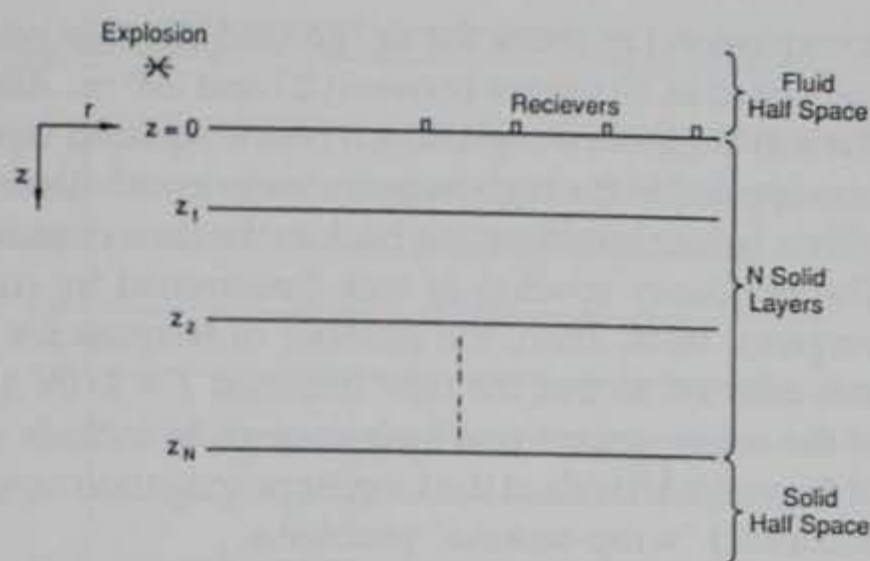 Explosion
r
z
z = 0
Recievers
Fluid
Half Space
z1
z2
N Solid
Layers
zN
Solid
Half Space